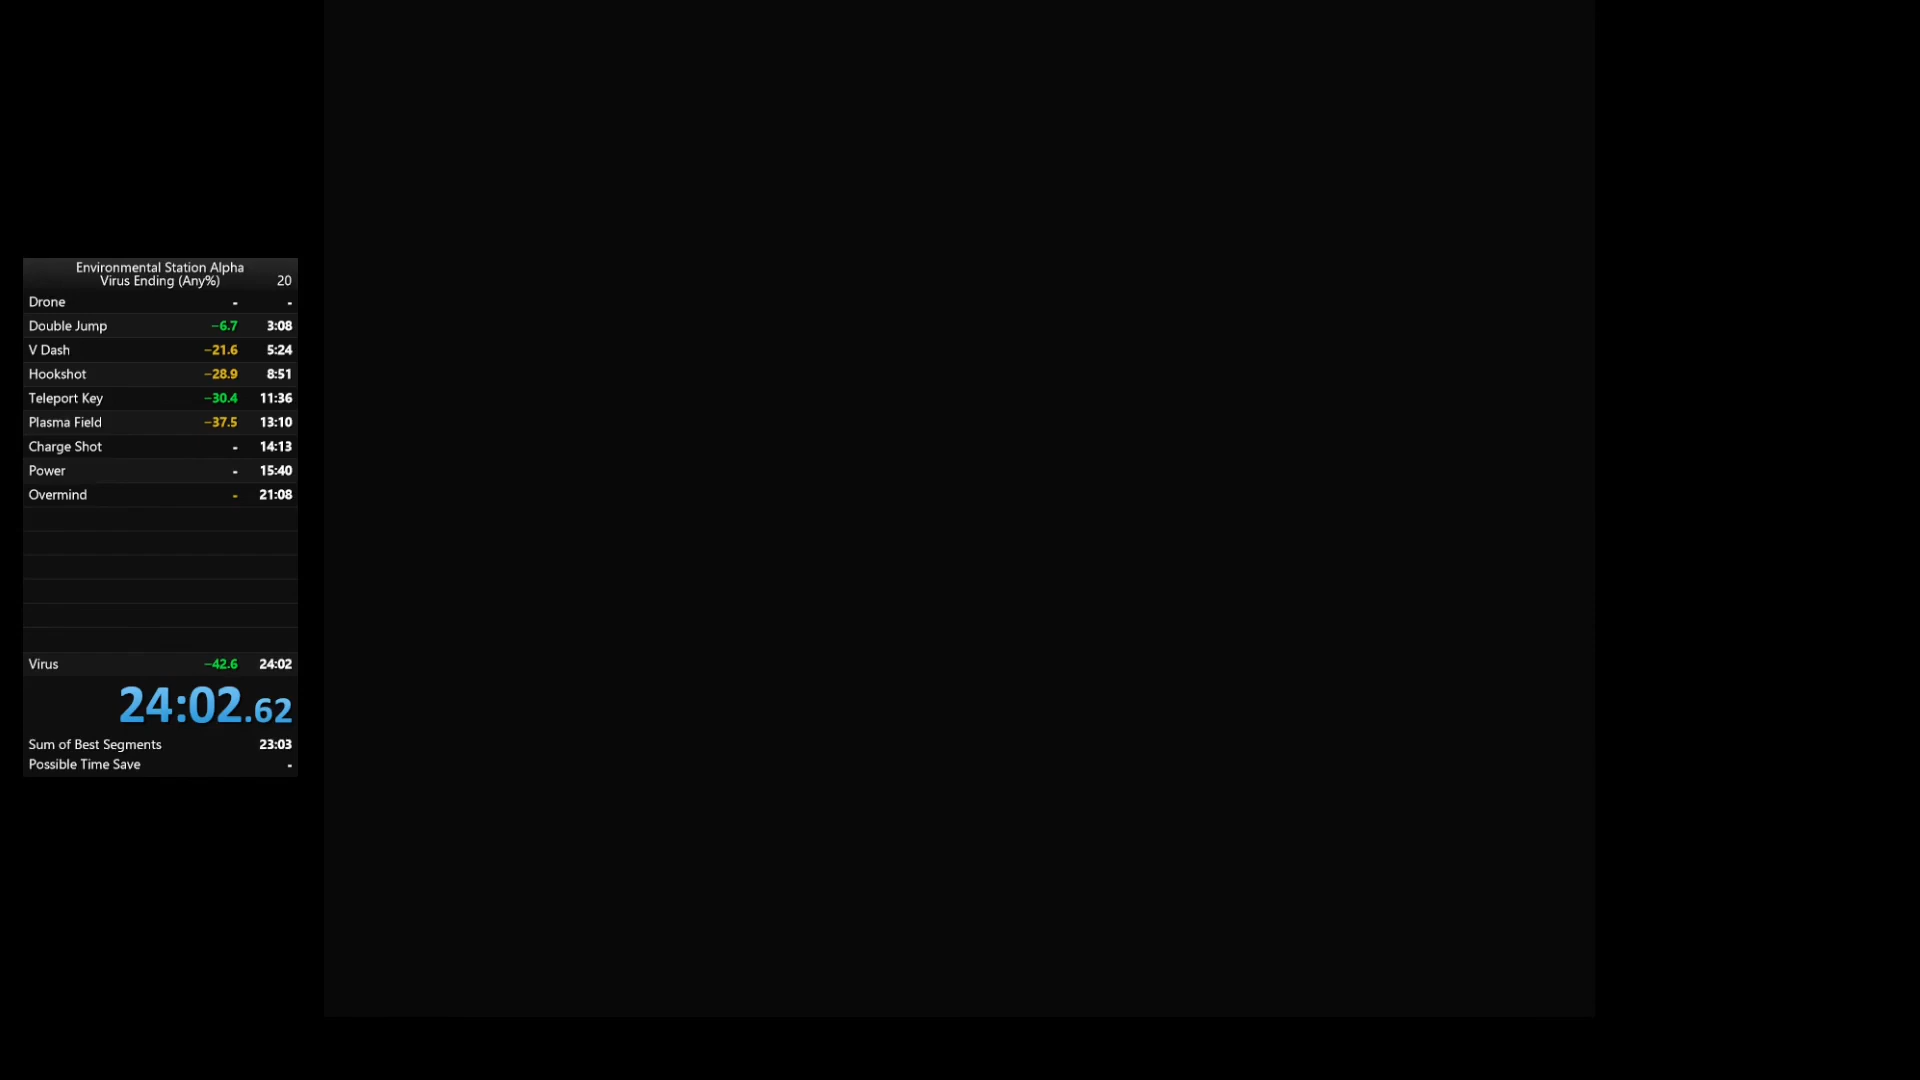 Environmental Station Alpha
Virus Ending (Any%) 20
Drone - -
Double Jump −6.7 3:08
V Dash −21.6 5:24
Hookshot −28.9 8:51
Teleport Key −30.4 11:36
Plasma Field −37.5 13:10
Charge Shot - 14:13
Power - 15:40
Overmind - 21:08
Virus −42.6 24:02
24:02.62
Sum of Best Segments 23:03
Possible Time Save -